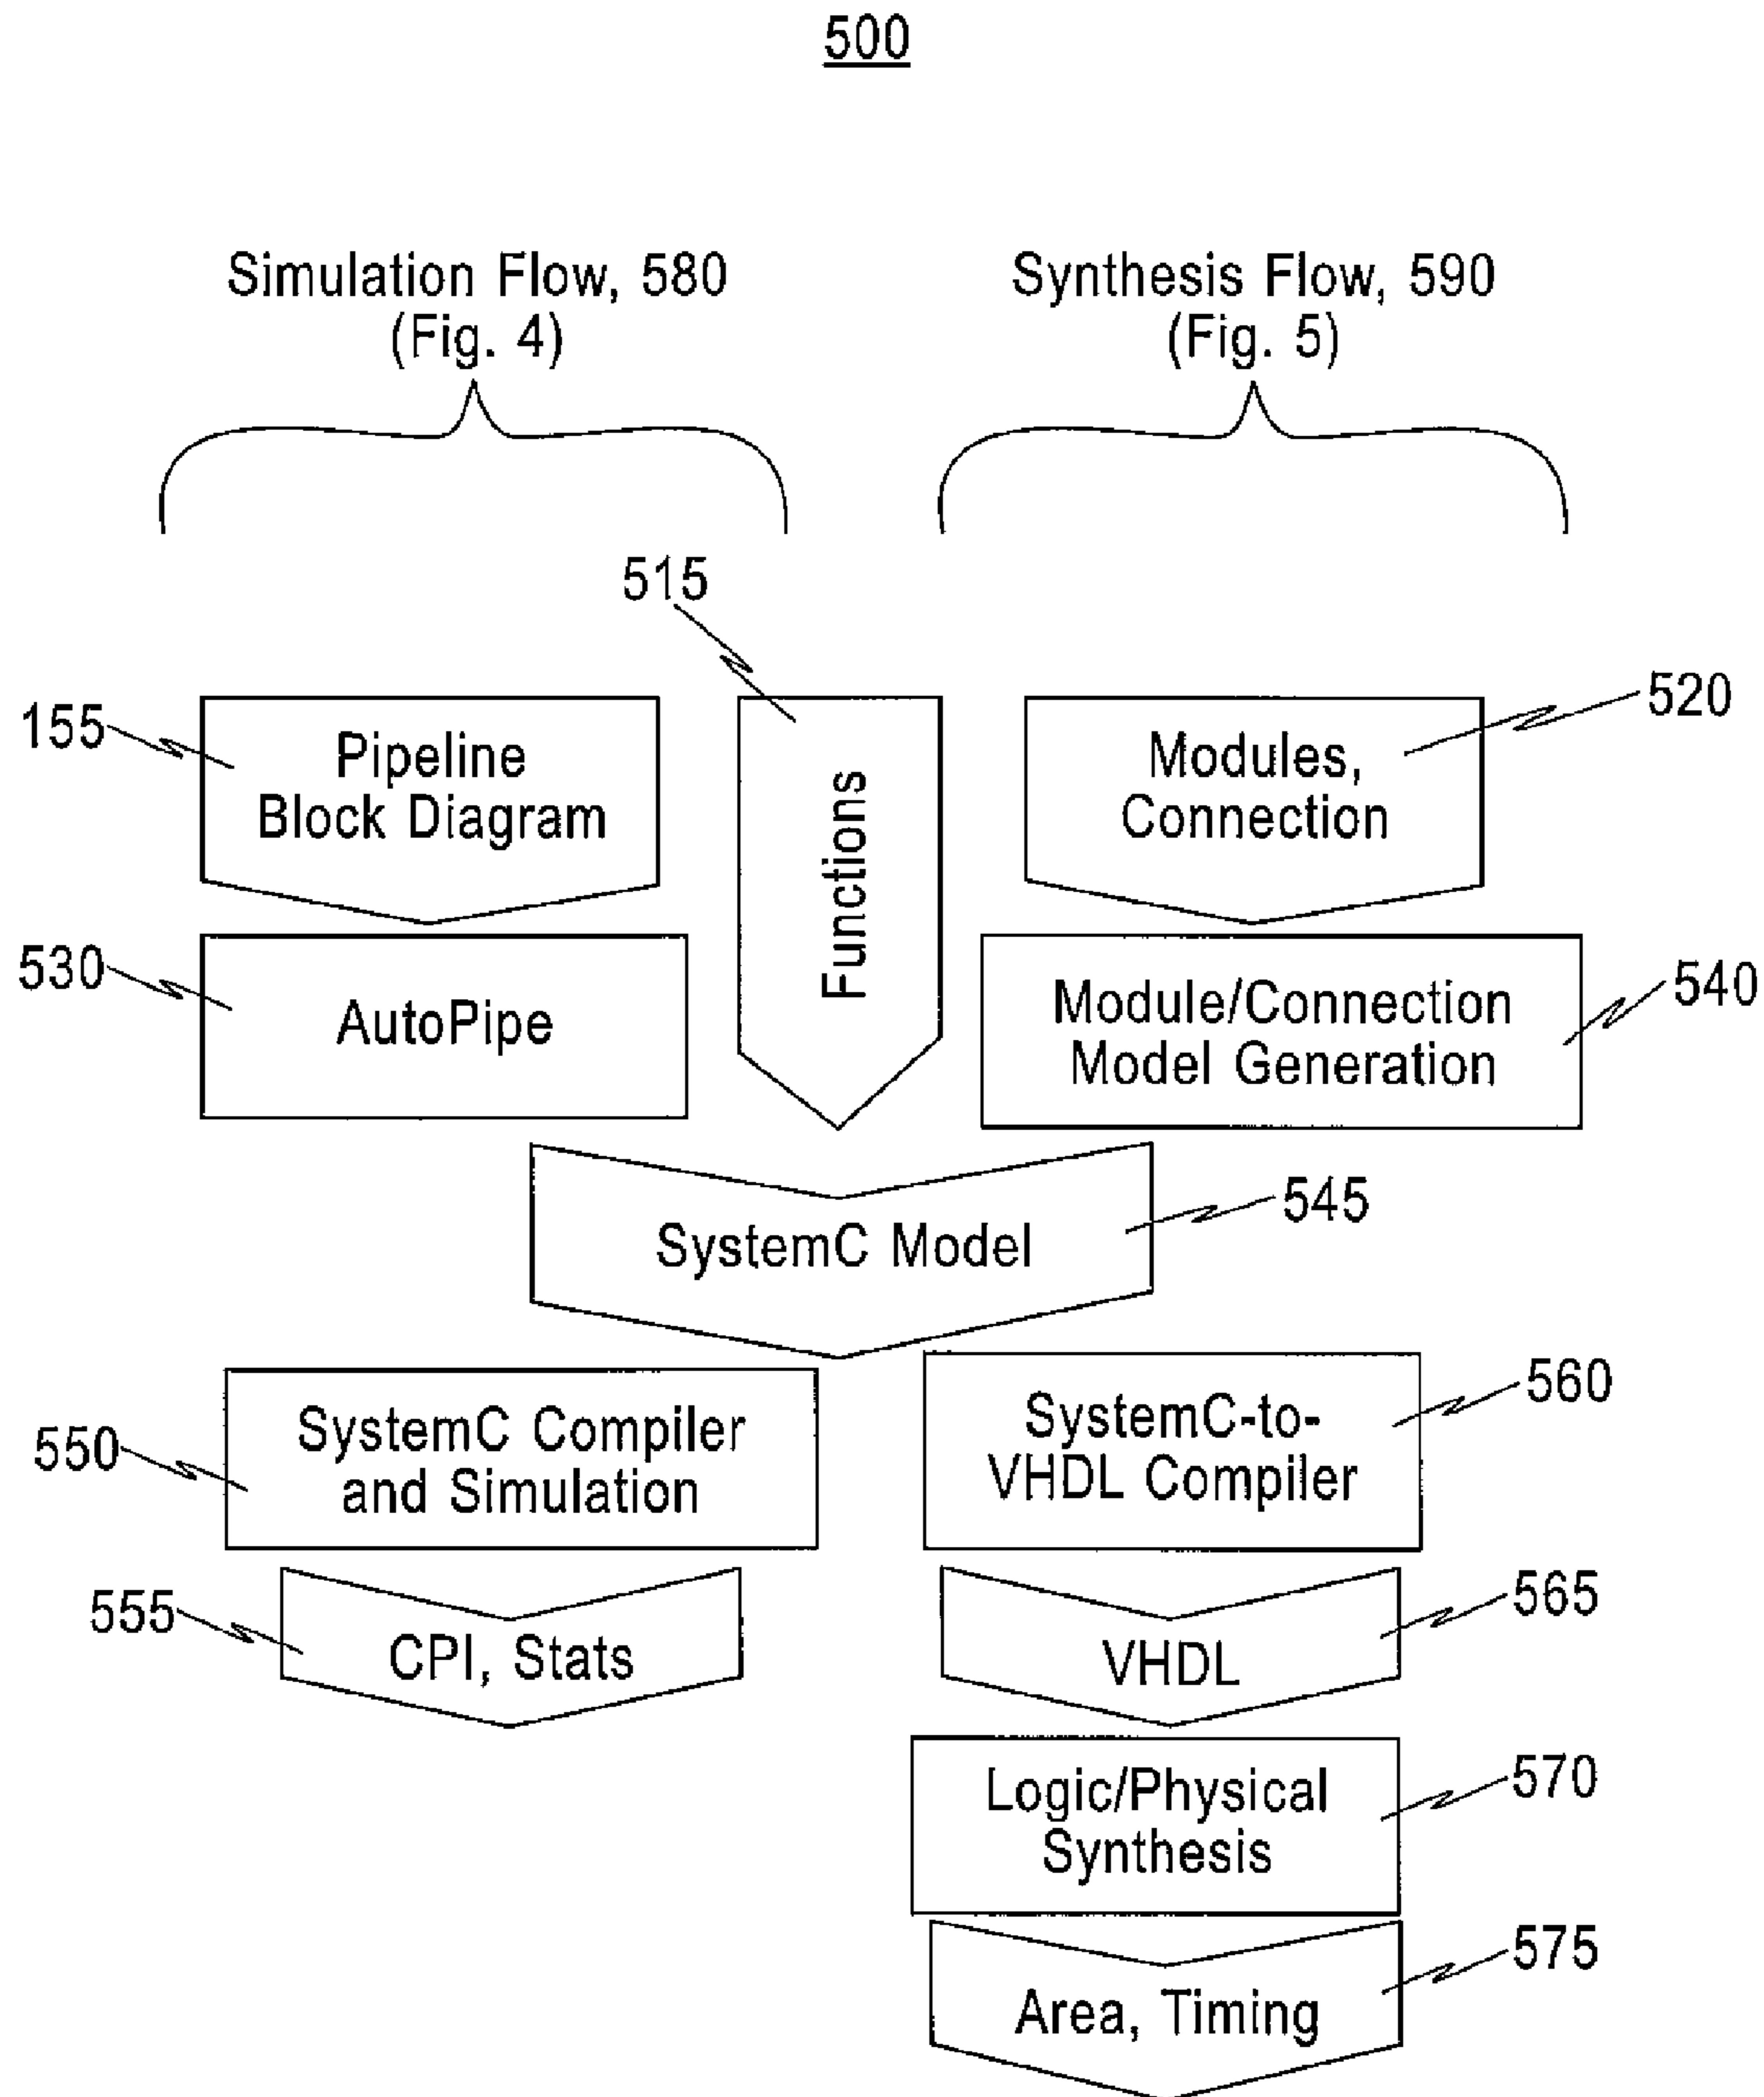 500
Simulation Flow, 580
(Fig. 4)
Synthesis Flow, 590
(Fig. 5)
515
155
Pipeline
Block Diagram
Functions
Modules,
Connection
520
530
AutoPipe
Module/Connection
Model Generation
540
SystemC Model
545
550
SystemC Compiler
and Simulation
SystemC-to-
VHDL Compiler
560
555
CPI, Stats
VHDL
565
Logic/Physical
Synthesis
570
Area, Timing
575